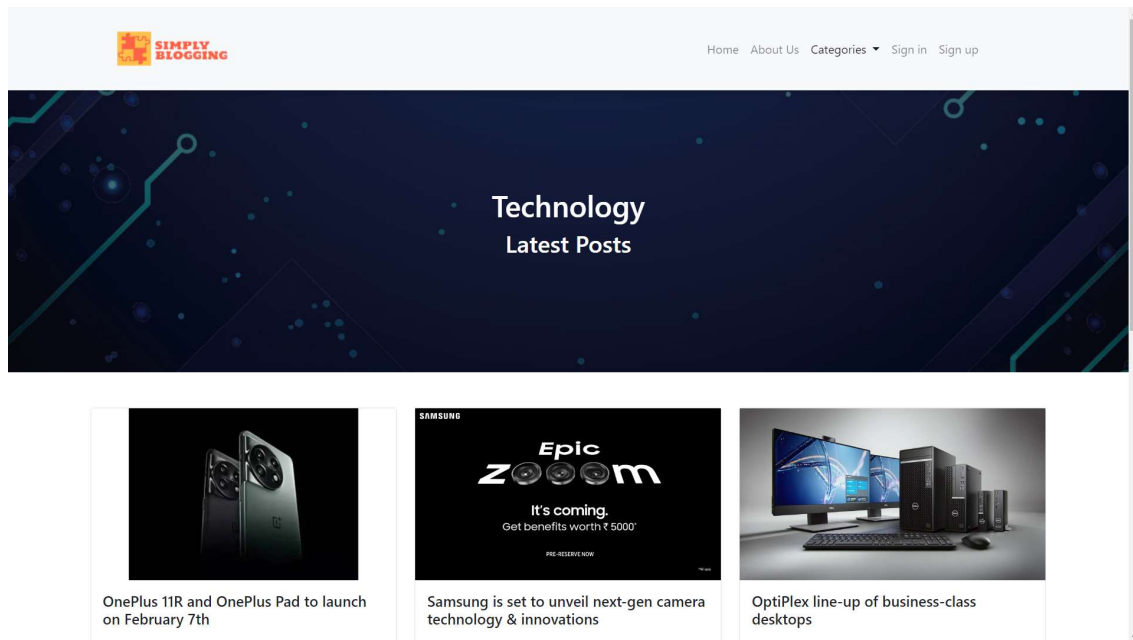 SIMPLY
BLOGGING
Home About Us Categories Sign in Sign up
Technology
Latest Posts
SAMSUNG
Epic
ZOOOM
It's coming.
Get benefits worth ₹ 5000*
PRE-RESERVE NOW
OnePlus 11R and OnePlus Pad to launch
on February 7th
Samsung is set to unveil next-gen camera
technology & innovations
OptiPlex line-up of business-class
desktops